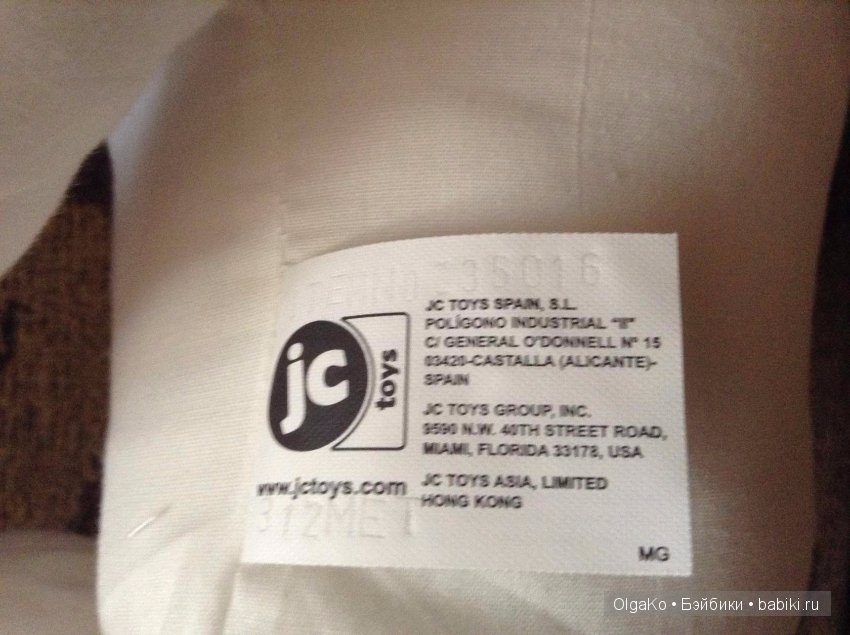 35016
JC TOYS SPAIN, S.L.
POLÍGONO INDUSTRIAL "II"
C/ GENERAL O'DONNELL Nº 15
03420-CASTALLA (ALICANTE)-
SPAIN
jc
toys
JC TOYS GROUP, INC.
9590 N.W. 40TH STREET ROAD,
MIAMI, FLORIDA 33178, USA
www.jctoys.com
JC TOYS ASIA, LIMITED
HONG KONG
312MET
MG
OlgaKo • Бэйбики • babiki.ru